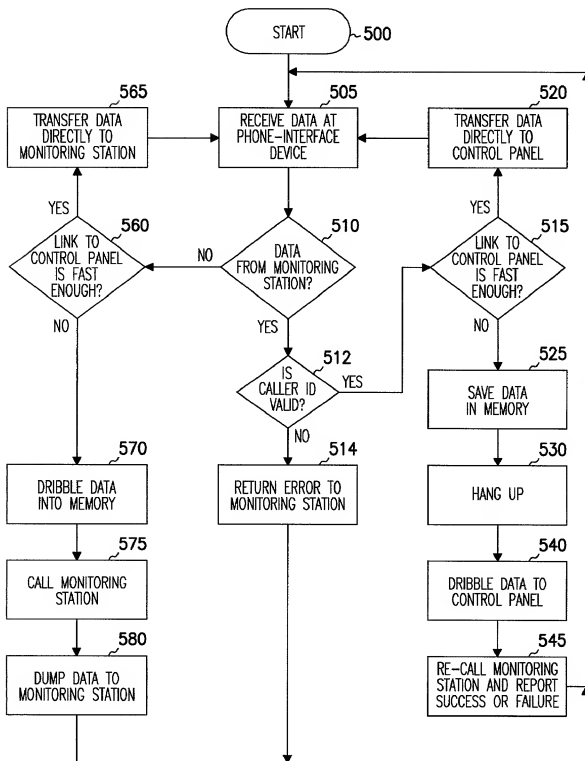 START
500
565
TRANSFER DATA
DIRECTLY TO
MONITORING STATION
505
RECEIVE DATA AT
PHONE-INTERFACE
DEVICE
520
TRANSFER DATA
DIRECTLY TO
CONTROL PANEL
YES
560
LINK TO
CONTROL PANEL
IS FAST
ENOUGH?
NO
NO
510
DATA
FROM MONITORING
STATION?
YES
YES
515
LINK TO
CONTROL PANEL
IS FAST
ENOUGH?
NO
512
IS
CALLER ID
VALID?
YES
NO
525
SAVE DATA
IN MEMORY
570
DRIBBLE DATA
INTO MEMORY
514
RETURN ERROR TO
MONITORING STATION
530
HANG UP
575
CALL MONITORING
STATION
540
DRIBBLE DATA TO
CONTROL PANEL
580
DUMP DATA TO
MONITORING STATION
545
RE-CALL MONITORING
STATION AND REPORT
SUCCESS OR FAILURE